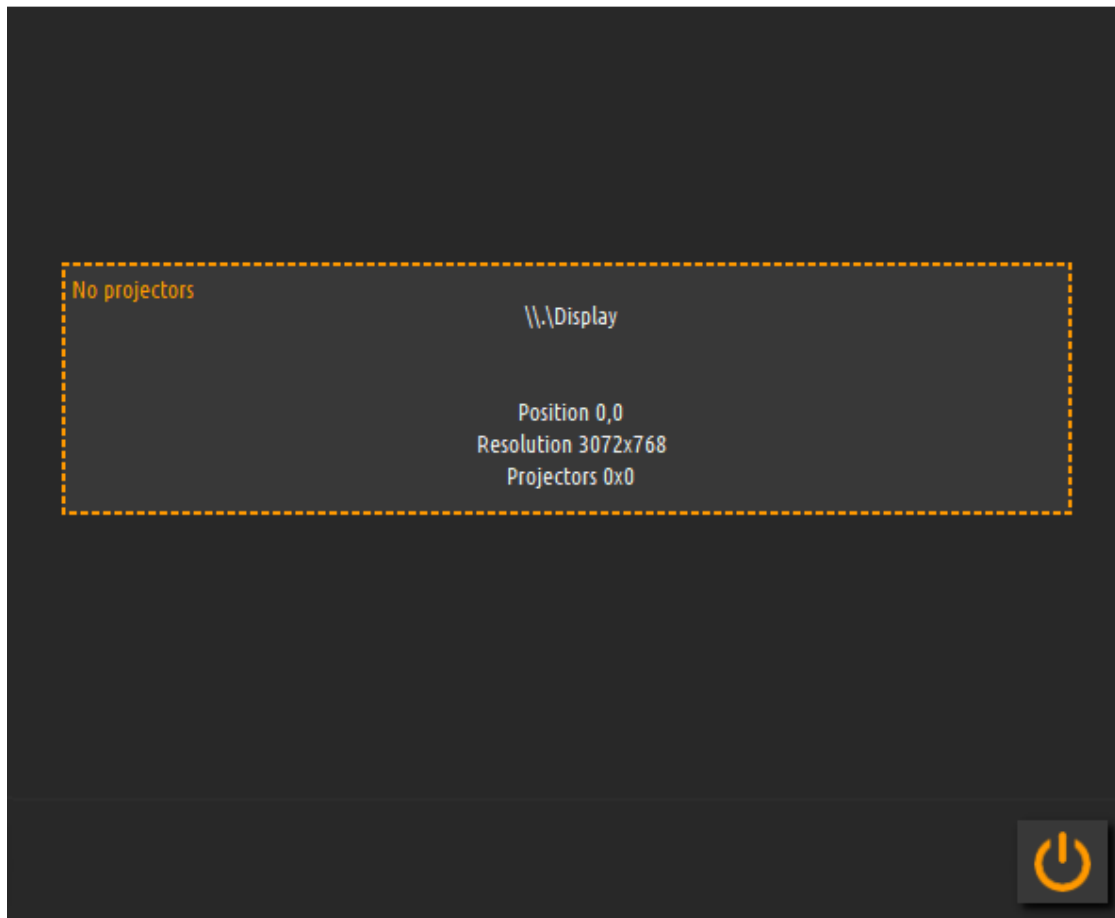 No projectors
\\.\Display
Position 0,0
Resolution 3072x768
Projectors 0x0